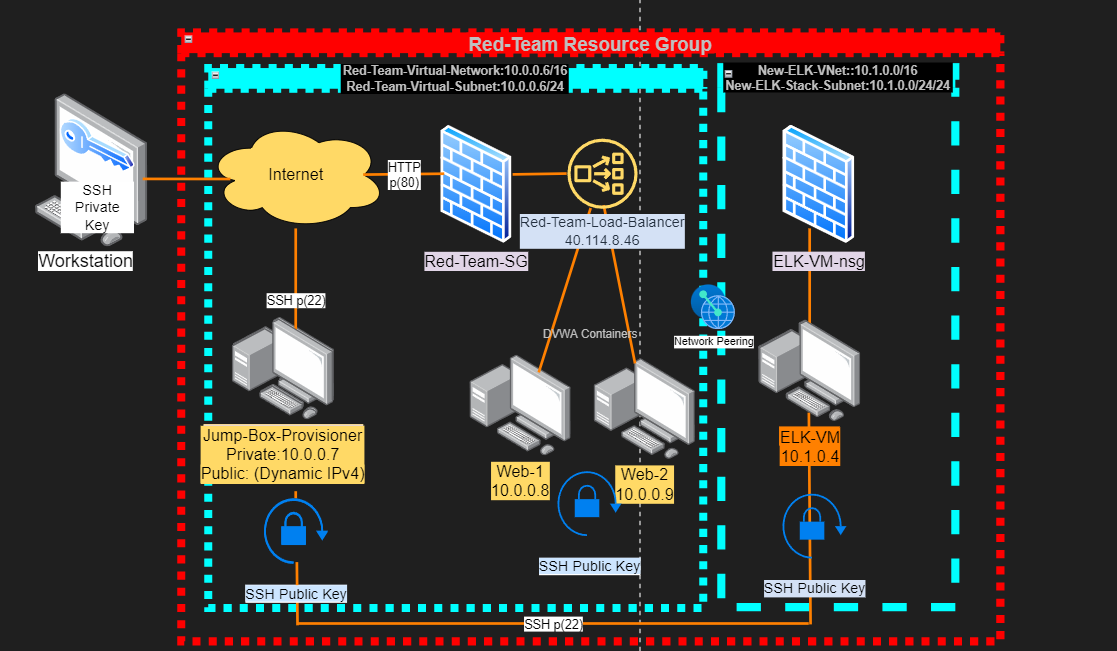 Red-Team Resource Group
Red-Team-Virtual-Network:10.0.0.6/16
Red-Team-Virtual-Subnet:10.0.0.6/24
New-ELK-VNet::10.1.0.0/16
New-ELK-Stack-Subnet:10.1.0.0/24/24
SSH
Private
Key
Workstation
Internet
HTTP
p(80)
Red-Team-SG
Red-Team-Load-Balancer
40.114.8.46
ELK-VM-nsg
SSH p(22)
DVWA Containers
Network Peering
Jump-Box-Provisioner
Private:10.0.0.7
Public: (Dynamic IPv4)
Web-1
10.0.0.8
Web-2
10.0.0.9
ELK-VM
10.1.0.4
SSH Public Key
SSH Public Key
SSH Public Key
SSH p(22)